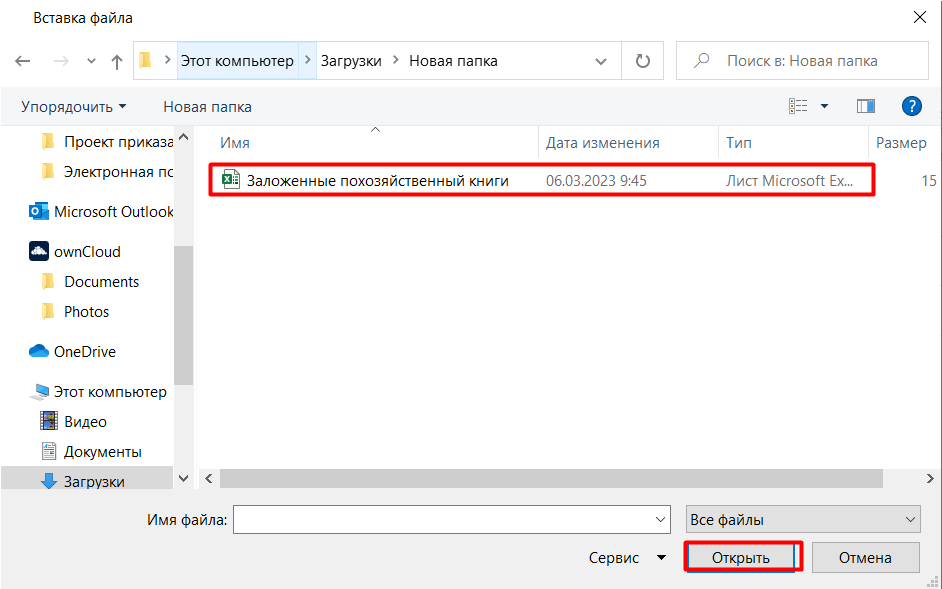 Вставка файла
Этот компьютер
Загрузки
Новая папка
Поиск в: Новая папка
Упорядочить
Новая папка
?
Имя
Дата изменения
Тип
Размер
Проект приказа
Электронная по
Microsoft Outlook
ownCloud
Documents
Photos
OneDrive
Этот компьютер
Видео
Документы
Загрузки
Заложенные похозяйственный книги
06.03.2023 9:45
Лист Microsoft Ex...
15
Имя файла:
Все файлы
Сервис
Открыть
Отмена